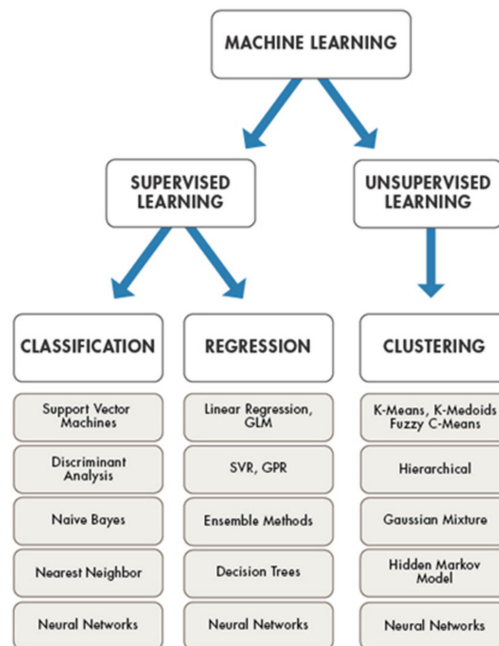 MACHINE LEARNING
SUPERVISED
LEARNING
UNSUPERVISED
LEARNING
CLASSIFICATION
REGRESSION
CLUSTERING
Support Vector
Machines
Linear Regression,
GLM
K-Means, K-Medoids
Fuzzy C-Means
Discriminant
Analysis
SVR, GPR
Hierarchical
Naive Bayes
Ensemble Methods
Gaussian Mixture
Nearest Neighbor
Decision Trees
Hidden Markov
Model
Neural Networks
Neural Networks
Neural Networks